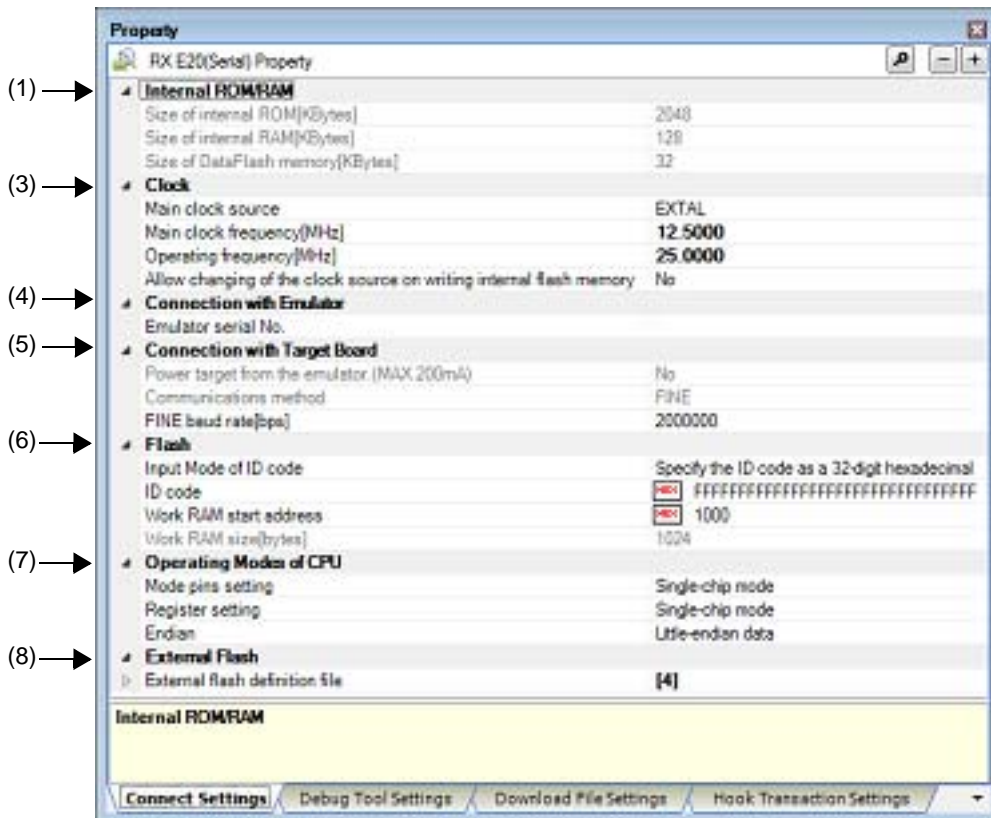 Property
RX E20(Serial) Property
(1) Internal ROM/RAM
Size of internal ROM[KBytes] 2048
Size of internal RAM[KBytes] 128
Size of DataFlash memory[KBytes] 32
(3) Clock
Main clock source EXTAL
Main clock frequency[MHz] 12.5000
Operating frequency[MHz] 25.0000
Allow changing of the clock source on writing internal flash memory No
(4) Connection with Emulator
Emulator serial No.
(5) Connection with Target Board
Power target from the emulator.(MAX 200mA) No
Communications method FINE
FINE baud rate[bps] 2000000
(6) Flash
Input Mode of ID code Specify the ID code as a 32-digit hexadecimal
ID code HEX FFFFFFFFFFFFFFFFFFFFFFFFFFFFFFFF
Work RAM start address HEX 1000
Work RAM size[bytes] 1024
(7) Operating Modes of CPU
Mode pins setting Single-chip mode
Register setting Single-chip mode
Endian Little-endian data
(8) External Flash
External flash definition file [4]
Internal ROM/RAM
Connect Settings Debug Tool Settings Download File Settings Hook Transaction Settings